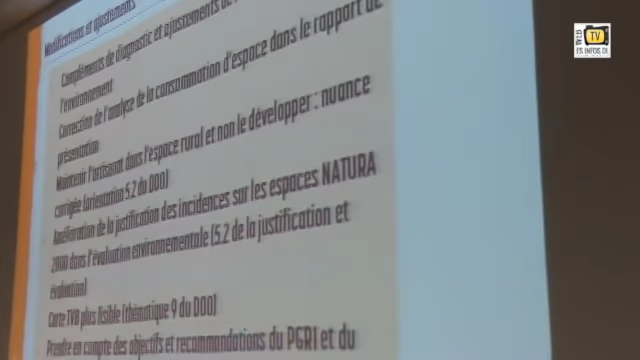 Modifications et ajustements
Compléments de diagnostic et ajustements de
l'environnement
Correction de l'analyse de la consommation d'espace dans le rapport de
présentation
Maintenir l'artisanat dans l'espace rural et non le développer : nuance
corrigée (orientation 5.2 du DOO)
Amélioration de la justification des incidences sur les espaces NATURA
2000 dans l'évaluation environnementale (5.2 de la justification et
évaluation)
Carte TVB plus lisible (thématique 9 du DOO)
Prendre en compte des objectifs et recommandations du PGRI et du
TV
ES INFOS DL